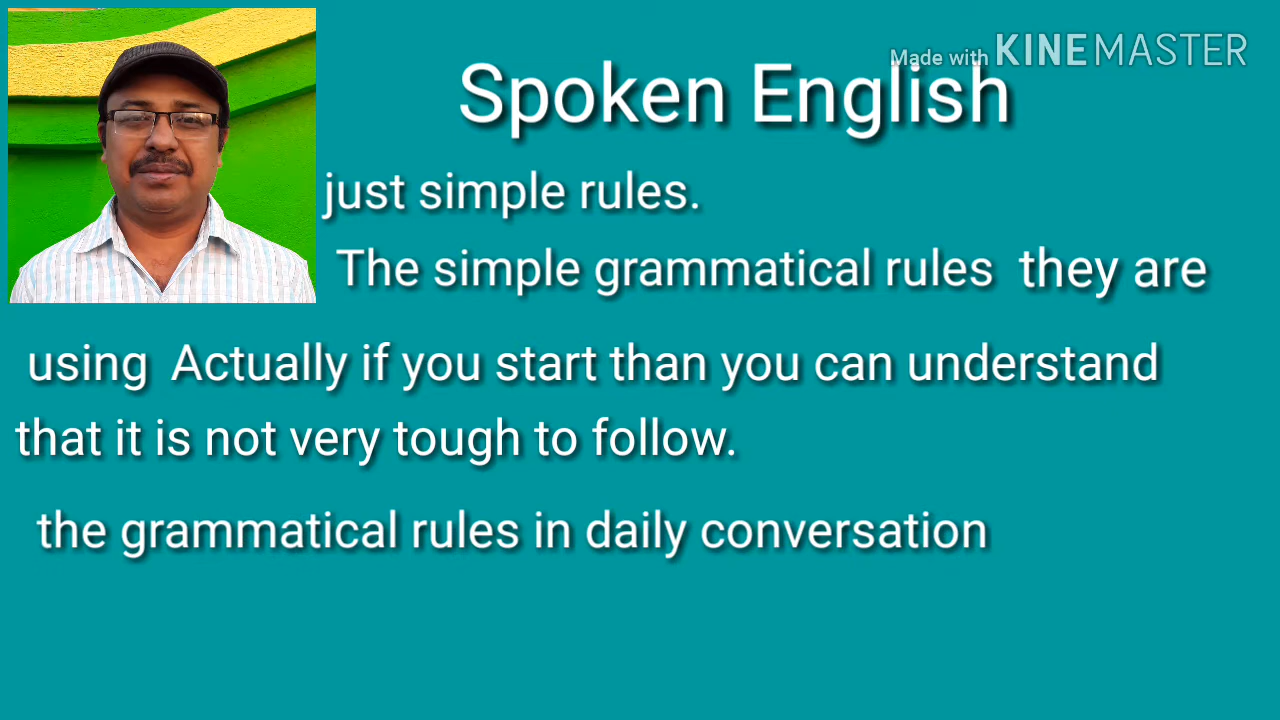 Made with KINEMASTER
Spoken English
just simple rules.
The simple grammatical rules they are
using Actually if you start than you can understand
that it is not very tough to follow.
the grammatical rules in daily conversation